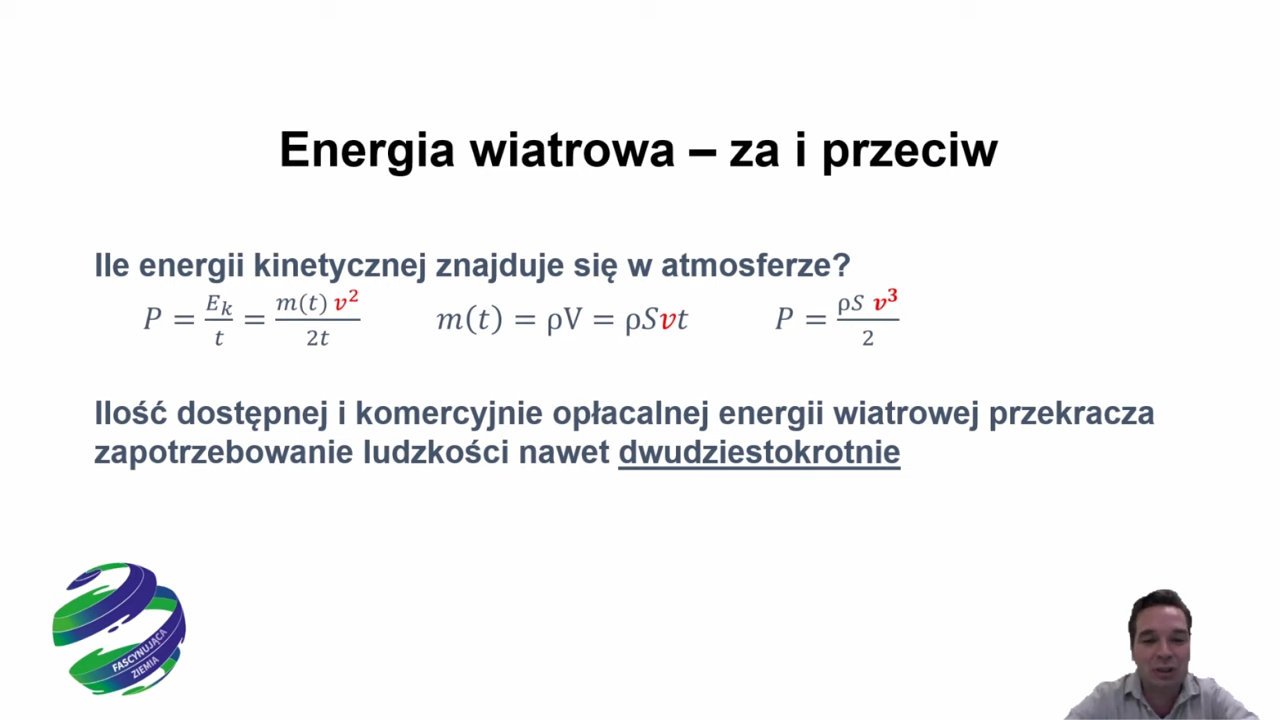 Energia wiatrowa – za i przeciw
Ile energii kinetycznej znajduje się w atmosferze?
P = E_k/t = m(t) v²/2t    m(t) = ρV = ρSvt    P = ρS v³/2
Ilość dostępnej i komercyjnie opłacalnej energii wiatrowej przekracza
zapotrzebowanie ludzkości nawet dwudziestokrotnie
FASCYNUJĄCA
ZIEMIA